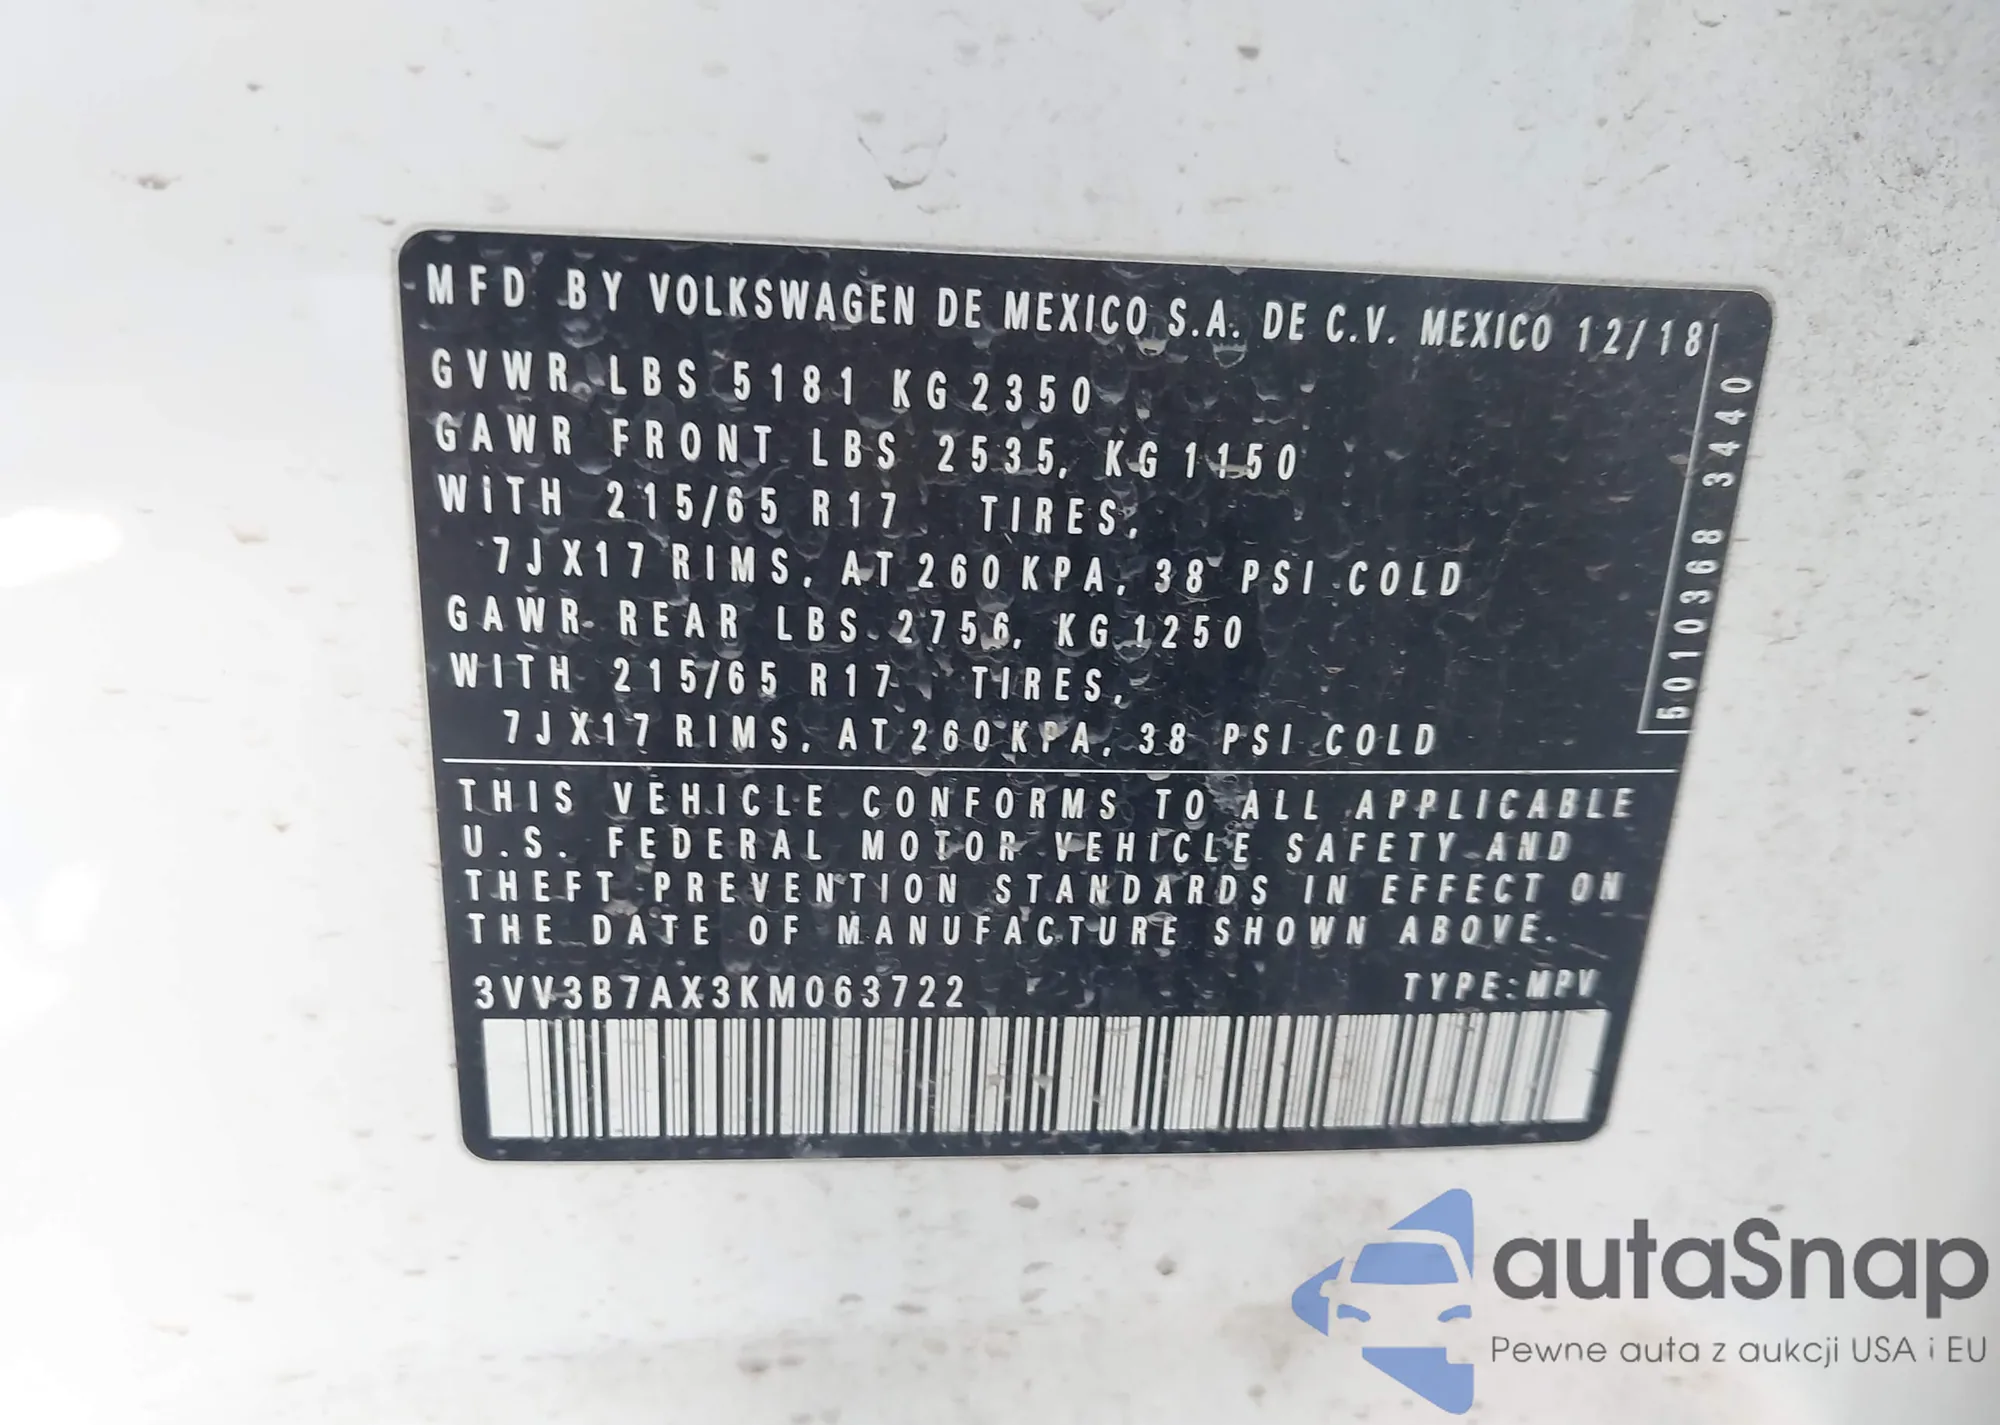 MFD BY VOLKSWAGEN DE MEXICO S.A. DE C.V. MEXICO 12/18
GVWR LBS 5181 KG 2350
GAWR FRONT LBS 2535, KG 1150
WITH 215/65 R17 TIRES,
7JX17 RIMS, AT 260 KPA, 38 PSI COLD
GAWR REAR LBS 2756, KG 1250
WITH 215/65 R17 TIRES,
7JX17 RIMS, AT 260 KPA, 38 PSI COLD
5010368 3440
THIS VEHICLE CONFORMS TO ALL APPLICABLE
U.S. FEDERAL MOTOR VEHICLE SAFETY AND
THEFT PREVENTION STANDARDS IN EFFECT ON
THE DATE OF MANUFACTURE SHOWN ABOVE.
3VV3B7AX3KM063722 TYPE:MPV
autaSnap
Pewne auta z aukcji USA i EU